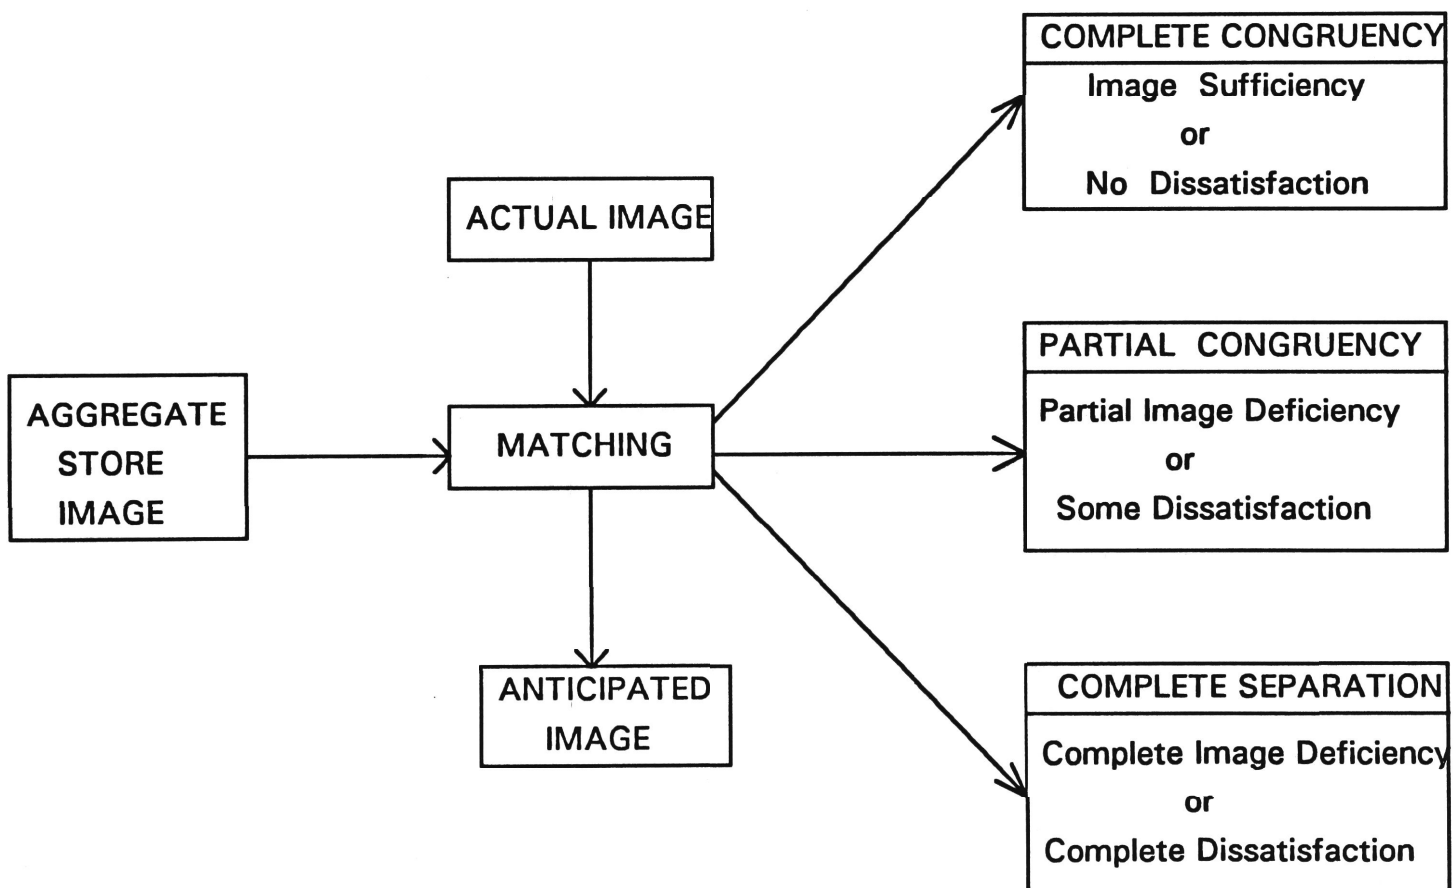 AGGREGATE
STORE
IMAGE
ACTUAL IMAGE
MATCHING
ANTICIPATED
IMAGE
COMPLETE CONGRUENCY
Image Sufficiency
or
No Dissatisfaction
PARTIAL CONGRUENCY
Partial Image Deficiency
or
Some Dissatisfaction
COMPLETE SEPARATION
Complete Image Deficiency
or
Complete Dissatisfaction